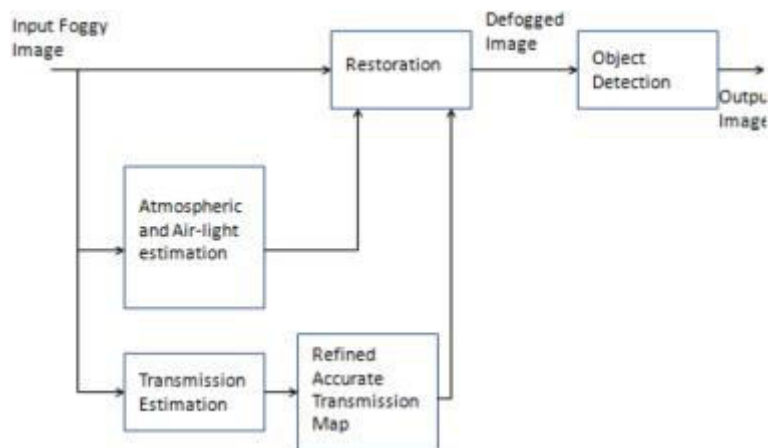 Input Foggy
Image
Restoration
Defogged
Image
Object
Detection
Outpu
Image
Atmospheric
and Air-light
estimation
Transmission
Estimation
Refined
Accurate
Transmission
Map